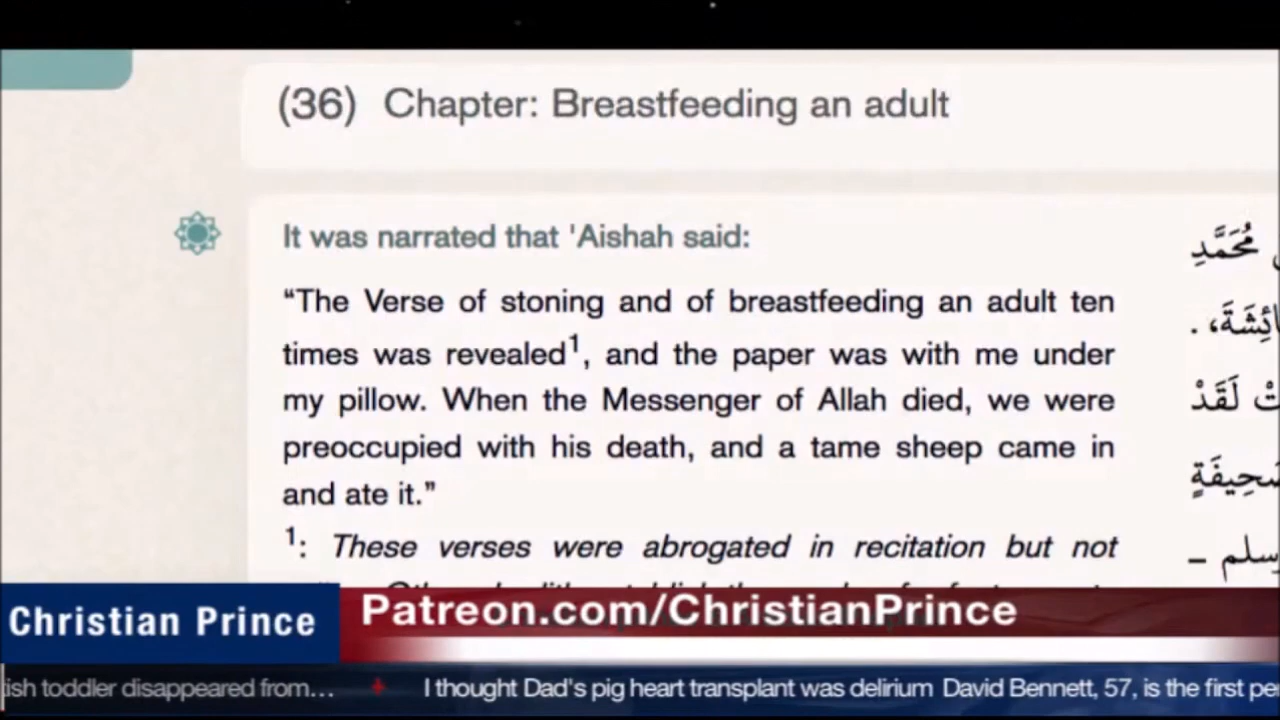 (36) Chapter: Breastfeeding an adult
It was narrated that 'Aishah said:
“The Verse of stoning and of breastfeeding an adult ten
times was revealed¹, and the paper was with me under
my pillow. When the Messenger of Allah died, we were
preoccupied with his death, and a tame sheep came in
and ate it.”
¹: These verses were abrogated in recitation but not
مُحَمَّدِ
لَقَدْ
وسلم ـ
Christian Prince
Patreon.com/ChristianPrince
ish toddler disappeared from... I thought Dad's pig heart transplant was delirium David Bennett, 57, is the first